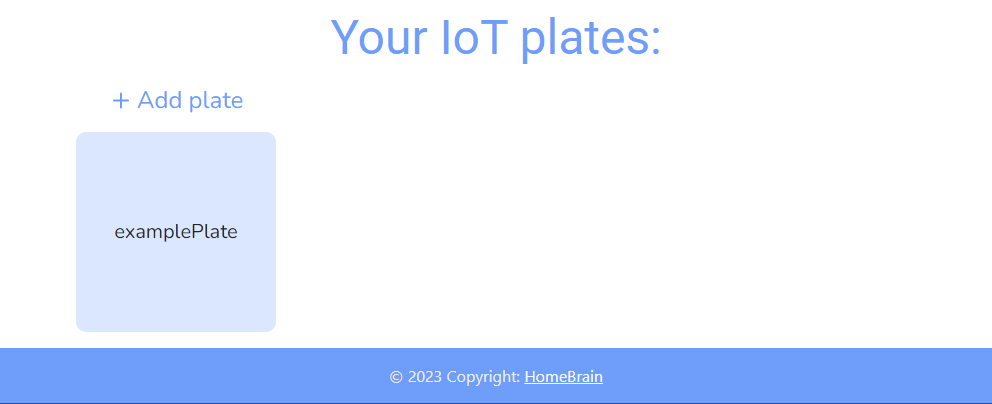 Your IoT plates:
+ Add plate
examplePlate
© 2023 Copyright: HomeBrain